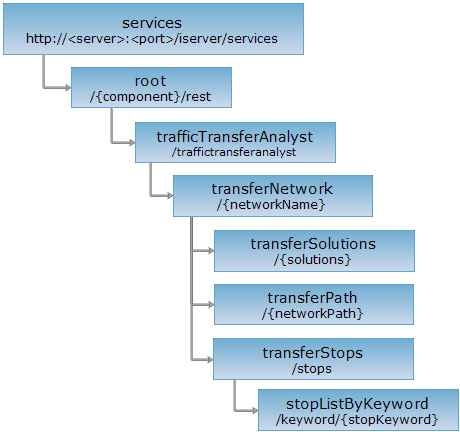 services
http://<server>:<port>/iserver/services
root
/{component}/rest
trafficTransferAnalyst
/traffictransferanalyst
transferNetwork
/{networkName}
transferSolutions
/{solutions}
transferPath
/{networkPath}
transferStops
/stops
stopListByKeyword
/keyword/{stopKeyword}